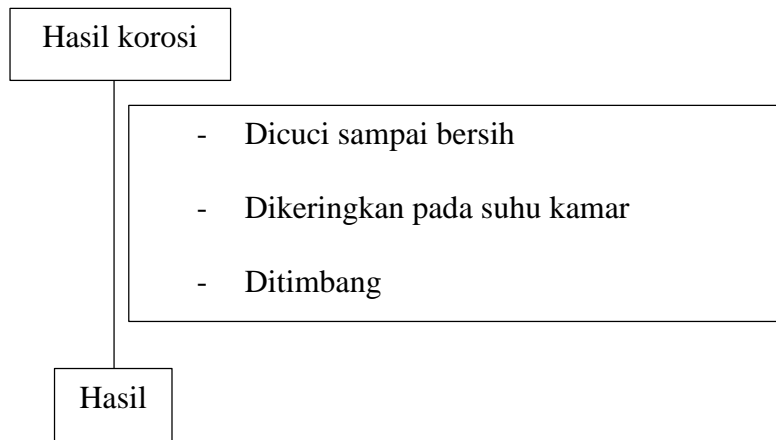 Hasil korosi
- Dicuci sampai bersih
- Dikeringkan pada suhu kamar
- Ditimbang
Hasil